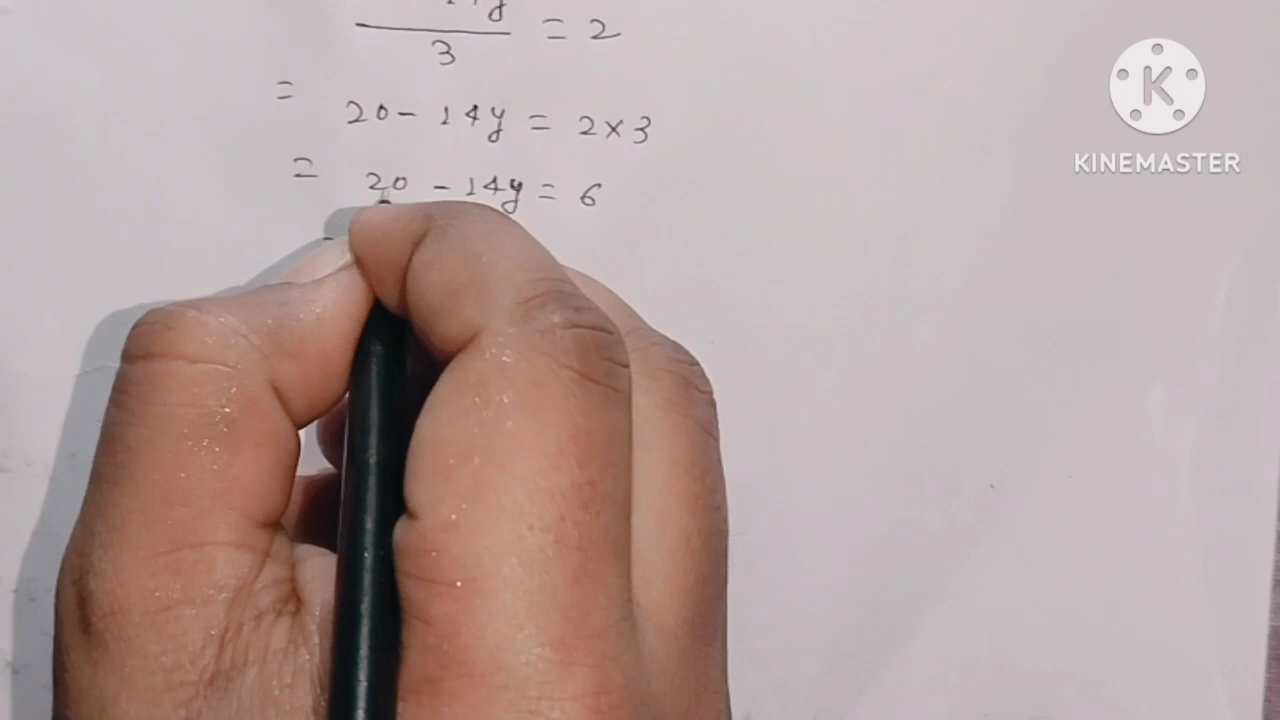 3 = 2
= 20 - 14y = 2×3
= 20 - 14y = 6
K
KINEMASTER